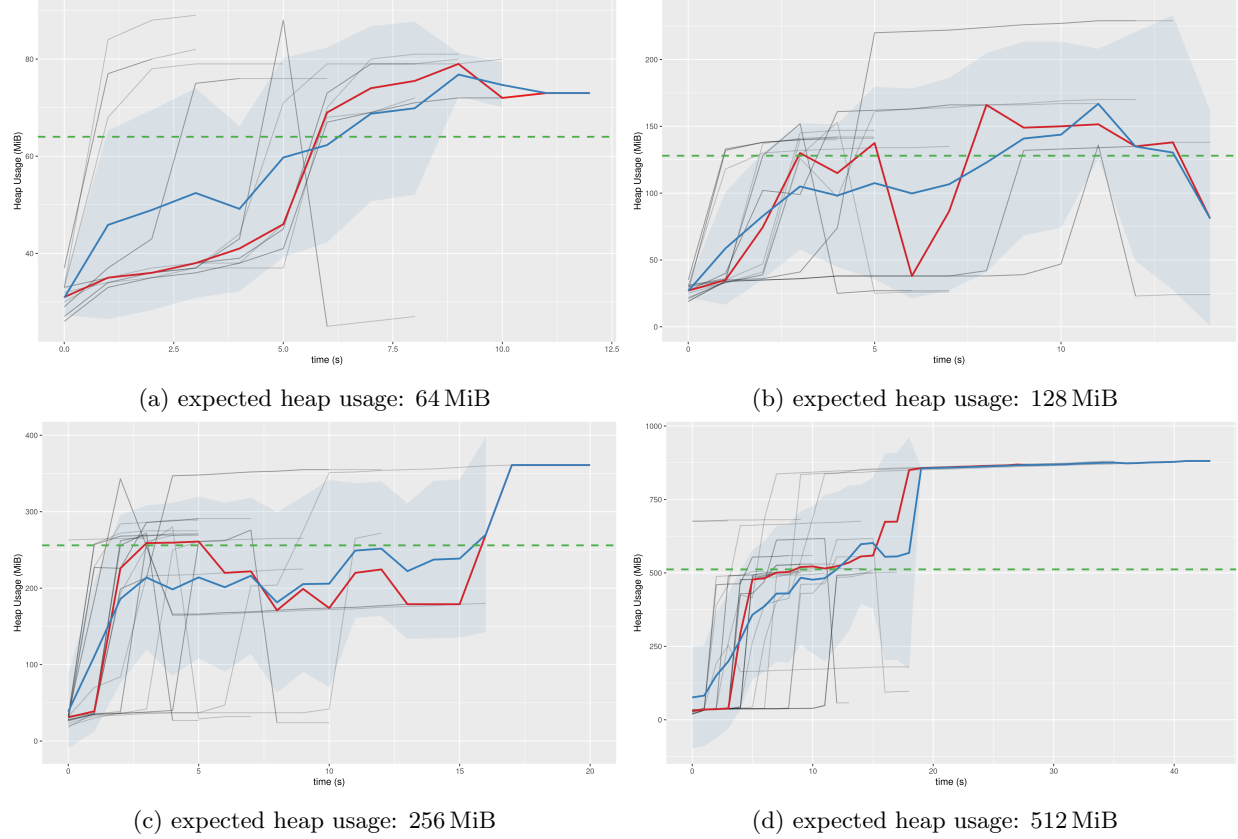 80
60
40
Heap Usage (MiB)
0.0 2.5 5.0 7.5 10.0 12.5
time (s)
200
150
100
50
0
Heap Usage (MiB)
0 5 10
time (s)
(a) expected heap usage: 64 MiB
(b) expected heap usage: 128 MiB
400
300
200
100
0
Heap Usage (MiB)
0 5 10 15 20
time (s)
1000
750
500
250
0
Heap Usage (MiB)
0 10 20 30 40
time (s)
(c) expected heap usage: 256 MiB
(d) expected heap usage: 512 MiB